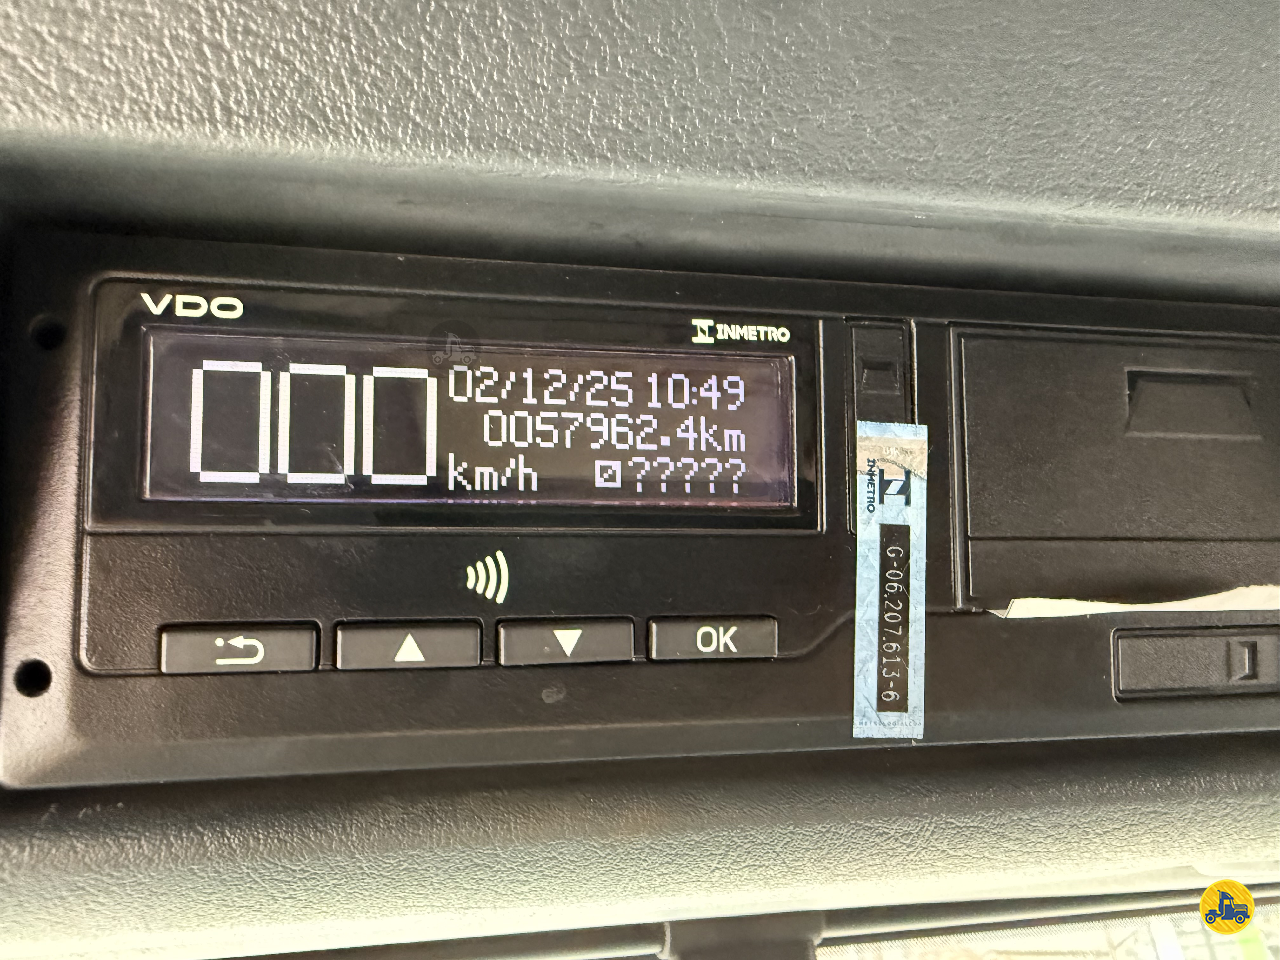 VDO
INMETRO
000
02/12/25 10:49
0057962.4km
km/h ?????
OK
INMETRO
G-06.207.613-6